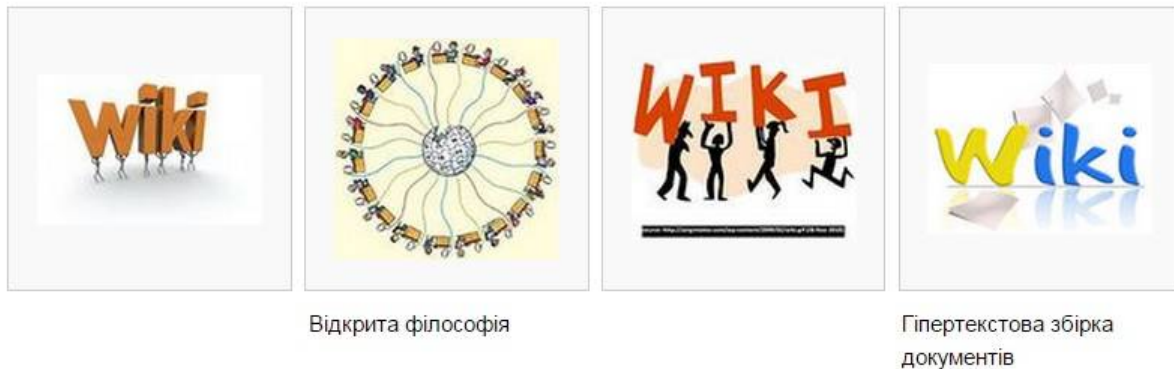 wiki
WIKI
wiki
Відкрита філософія
Гіпертекстова збірка
документів